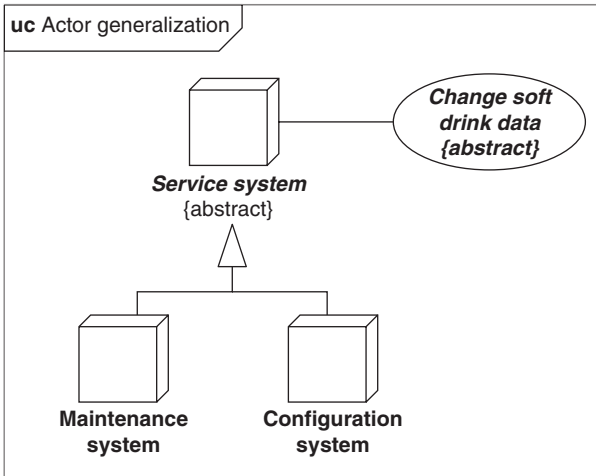 uc Actor generalization
Change soft
drink data
{abstract}
Service system
{abstract}
Maintenance
system
Configuration
system